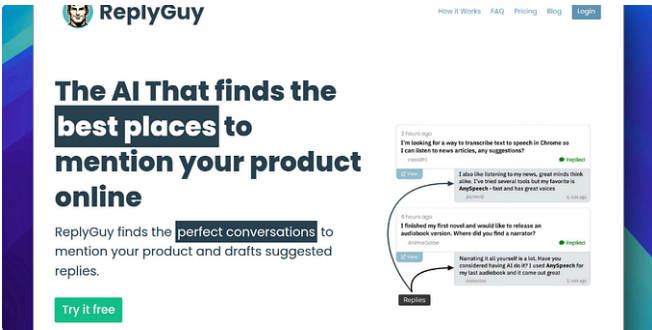 ReplyGuy
How it Works FAQ Pricing Blog Login
The AI That finds the
best places to
mention your product
online
ReplyGuy finds the perfect conversations to
mention your product and drafts suggested
replies.
Try it free
2 hours ago
I'm looking for a way to transcribe text to speech in Chrome so
I can listen to news articles, any suggestions?
Replied
View
I also like listening to my news, great minds think
alike. I've tried several tools but my favorite is
AnySpeech - fast and has great voices
8 hours ago
I finished my first novel and would like to release an
audiobook version. Where did you find a narrator?
AnimeGabe
Replied
View
Narrating it all yourself is a lot. Have you
considered having AI do it? I used AnySpeech for
my last audiobook and it came out great
Replies